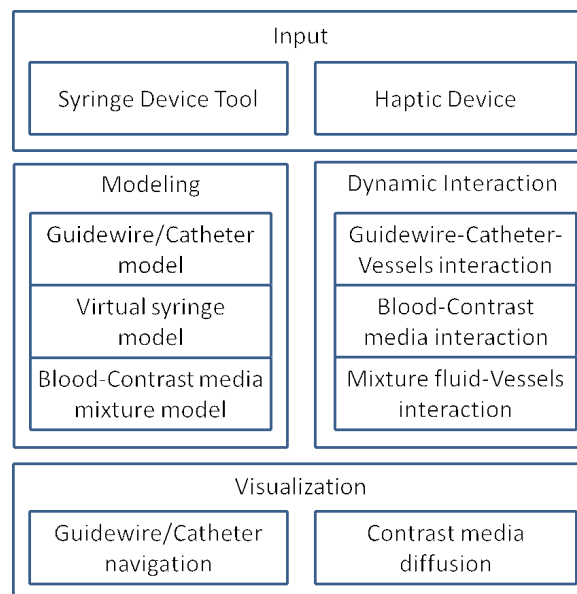 Input
Syringe Device Tool
Haptic Device
Modeling
Guidewire/Catheter
model
Virtual syringe
model
Blood-Contrast media
mixture model
Dynamic Interaction
Guidewire-Catheter-
Vessels interaction
Blood-Contrast
media interaction
Mixture fluid-Vessels
interaction
Visualization
Guidewire/Catheter
navigation
Contrast media
diffusion